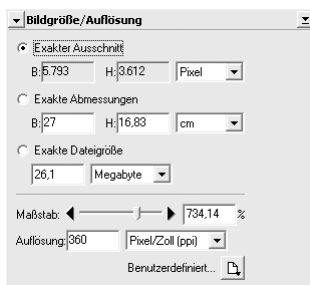 Bildgröße/Auflösung
Exakter Ausschnitt
B: 5.793 H: 3.612 Pixel
Exakte Abmessungen
B: 27 H: 16,83 cm
Exakte Dateigröße
26,1 Megabyte
Maßstab: 734,14 %
Auflösung: 360 Pixel/Zoll (ppi)
Benutzerdefiniert...